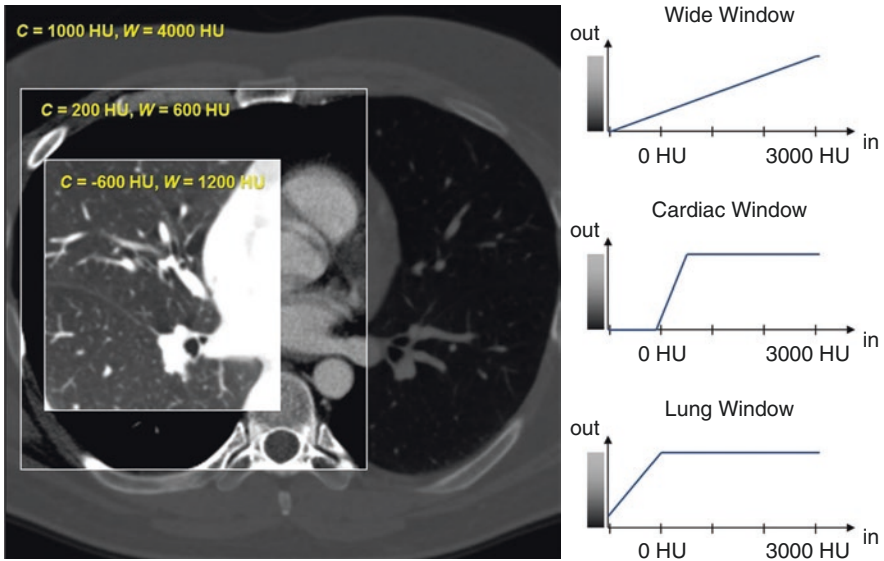 C = 1000 HU, W = 4000 HU
C = 200 HU, W = 600 HU
C = -600 HU, W = 1200 HU
Wide Window
out
in
0 HU 3000 HU
Cardiac Window
out
in
0 HU 3000 HU
Lung Window
out
in
0 HU 3000 HU